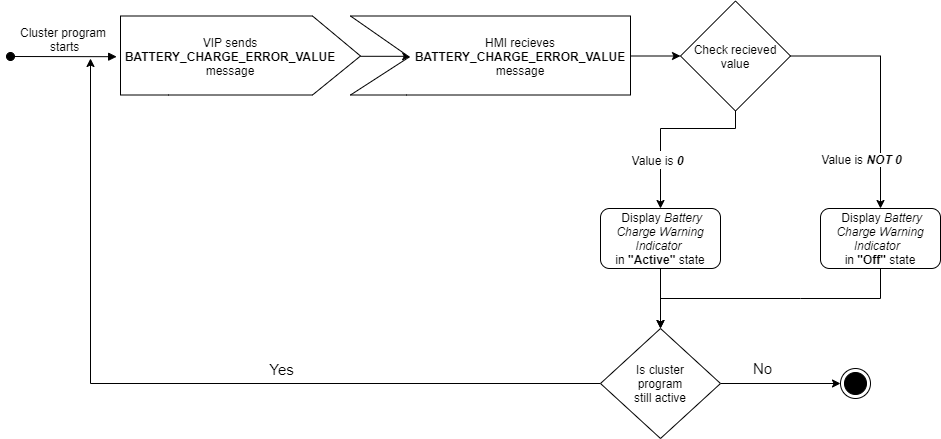 Cluster program
starts
VIP sends
BATTERY_CHARGE_ERROR_VALUE
message
HMI recieves
BATTERY_CHARGE_ERROR_VALUE
message
Check recieved
value
Value is 0
Value is NOT 0
Display Battery
Charge Warning
Indicator
in "Active" state
Display Battery
Charge Warning
Indicator
in "Off" state
Is cluster
program
still active
Yes
No